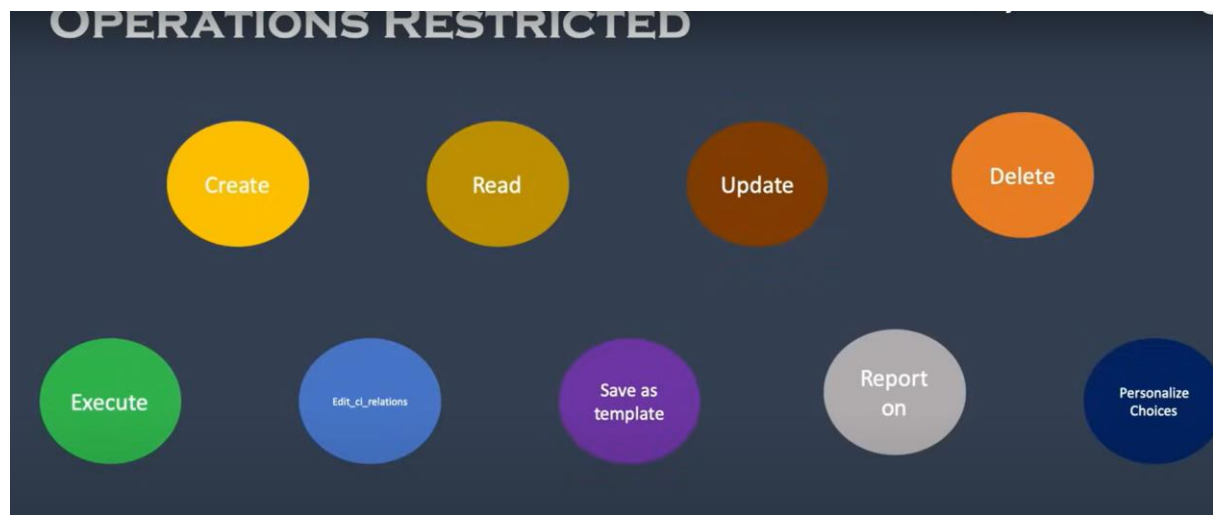 OPERATIONS RESTRICTED
Create
Read
Update
Delete
Execute
Edit_ci_relations
Save as
template
Report
on
Personalize
Choices